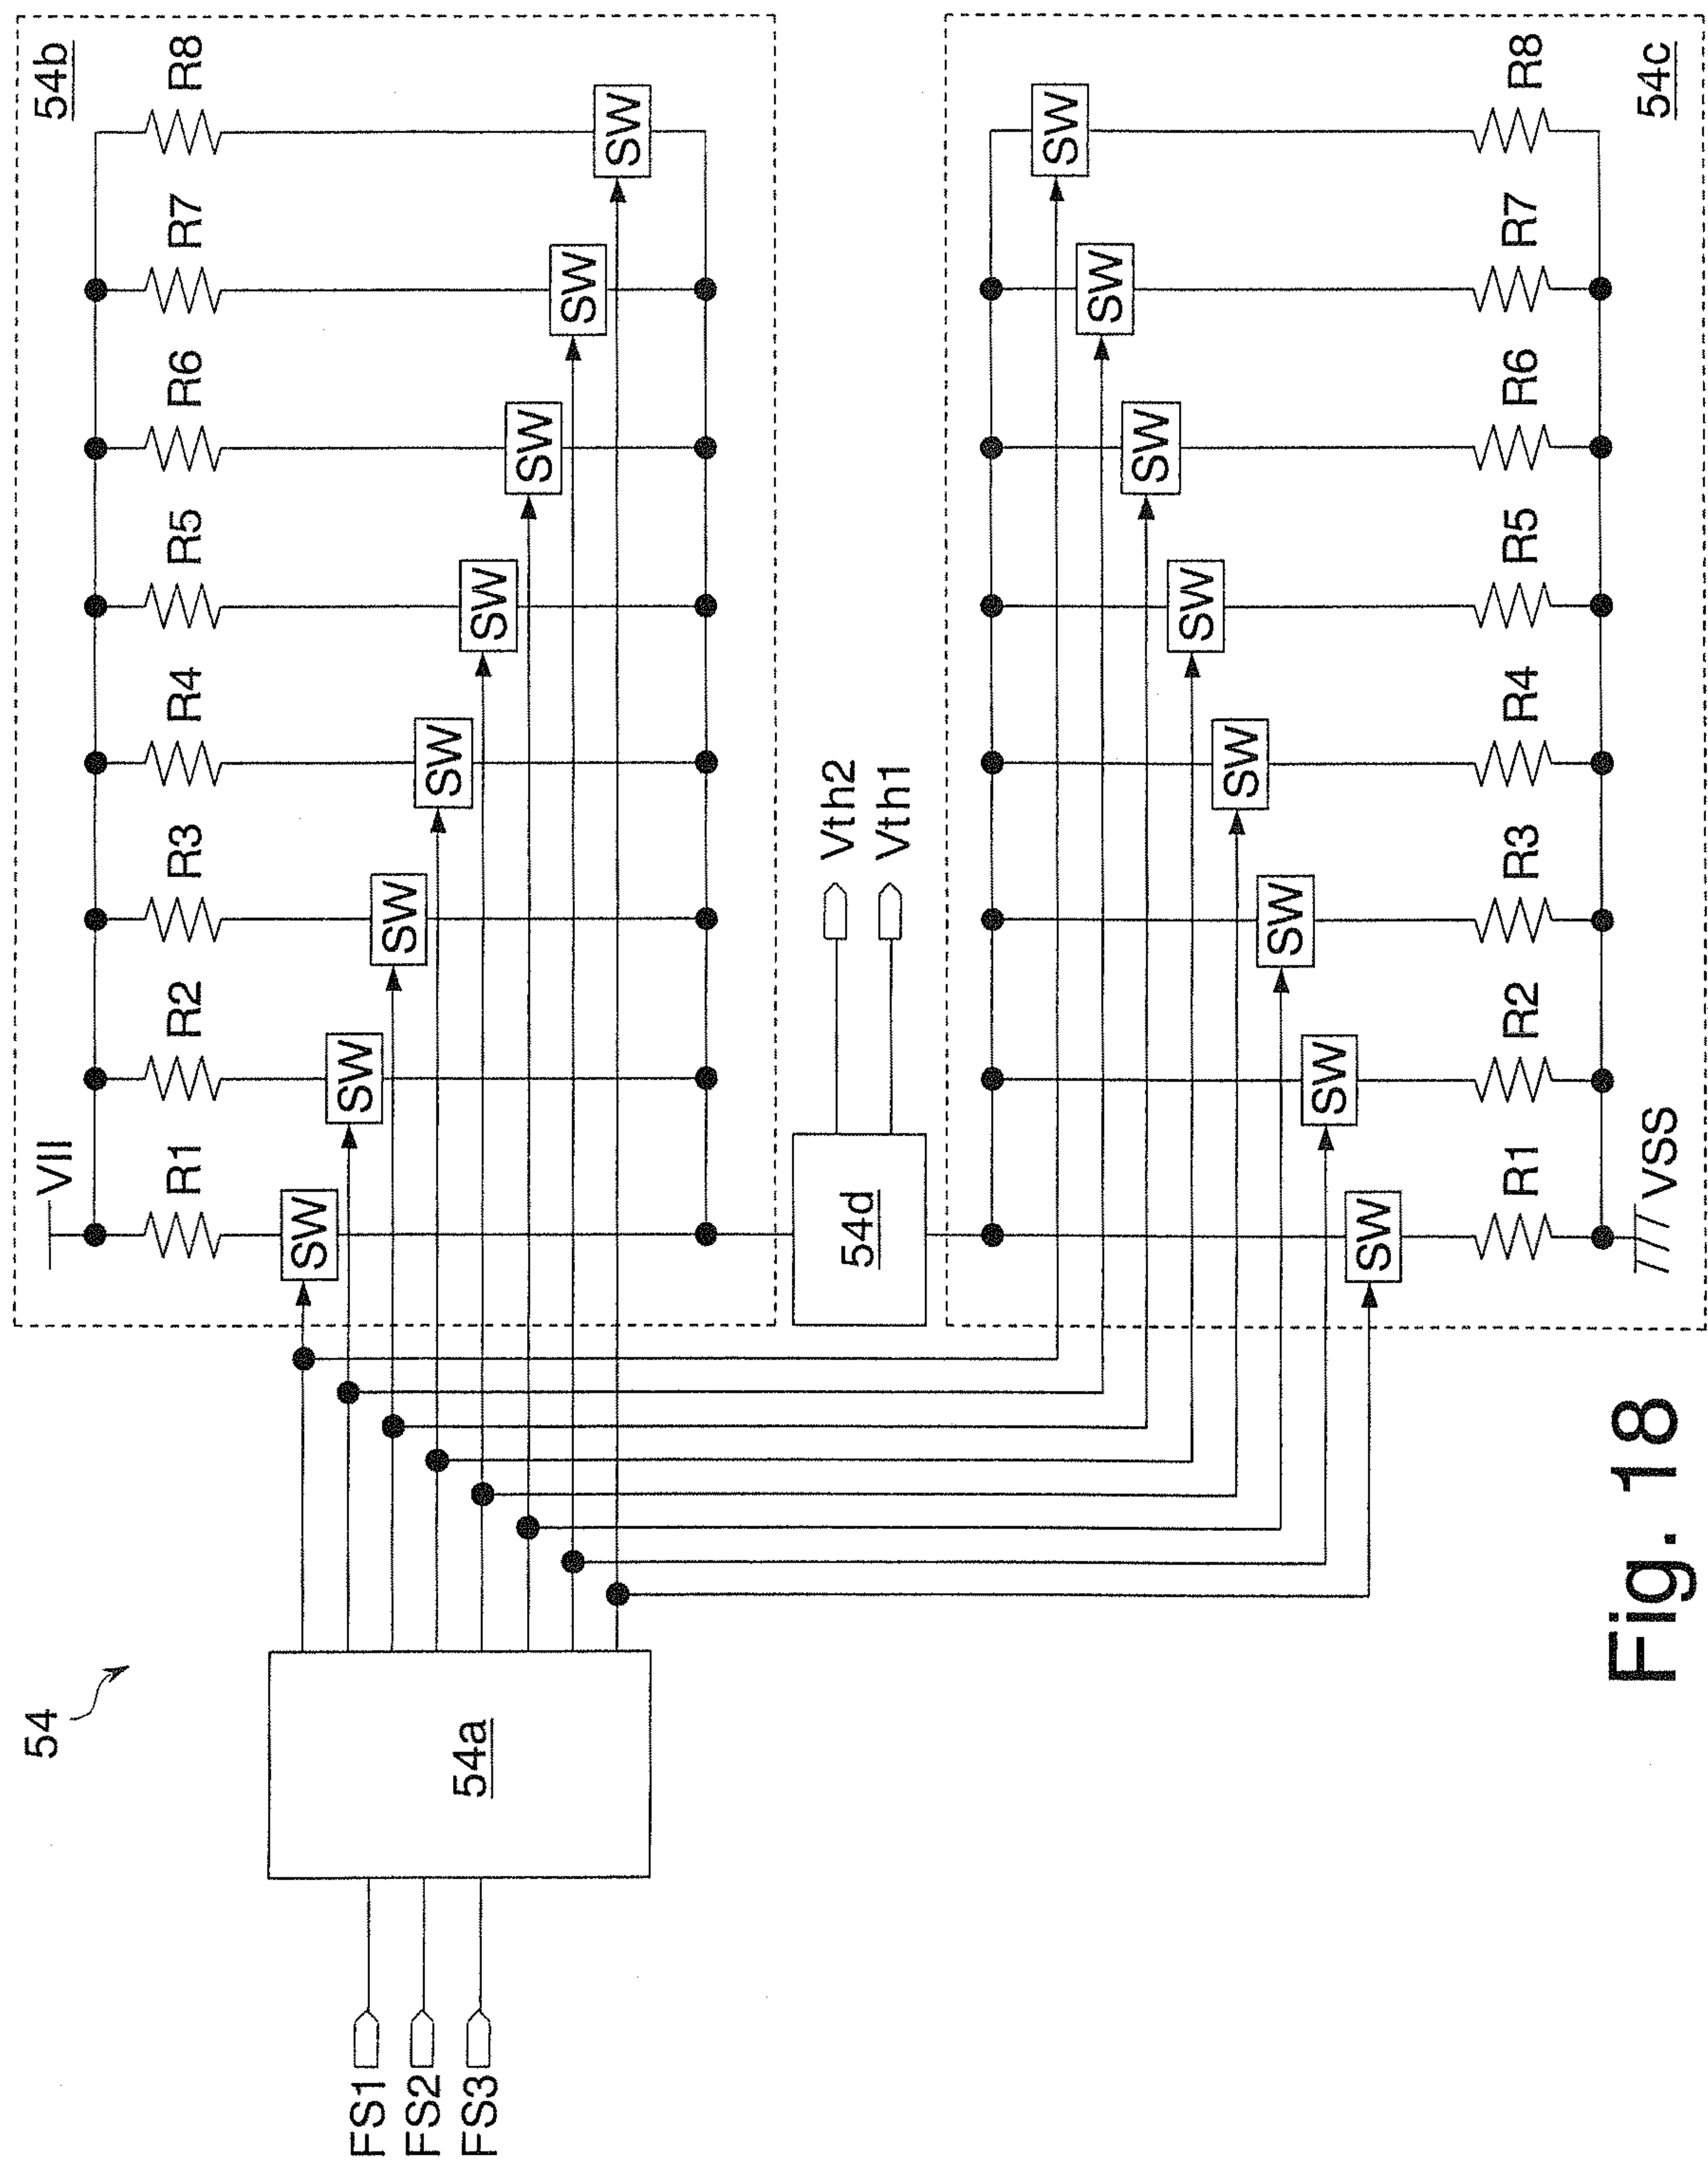 54
54b
VII
R1 R2 R3 R4 R5 R6 R7 R8
SW SW SW SW SW SW SW SW
FS1
FS2
FS3
54a
54d
Vth2
Vth1
SW SW SW SW SW SW SW SW
R1 R2 R3 R4 R5 R6 R7 R8
VSS
54c
Fig. 18